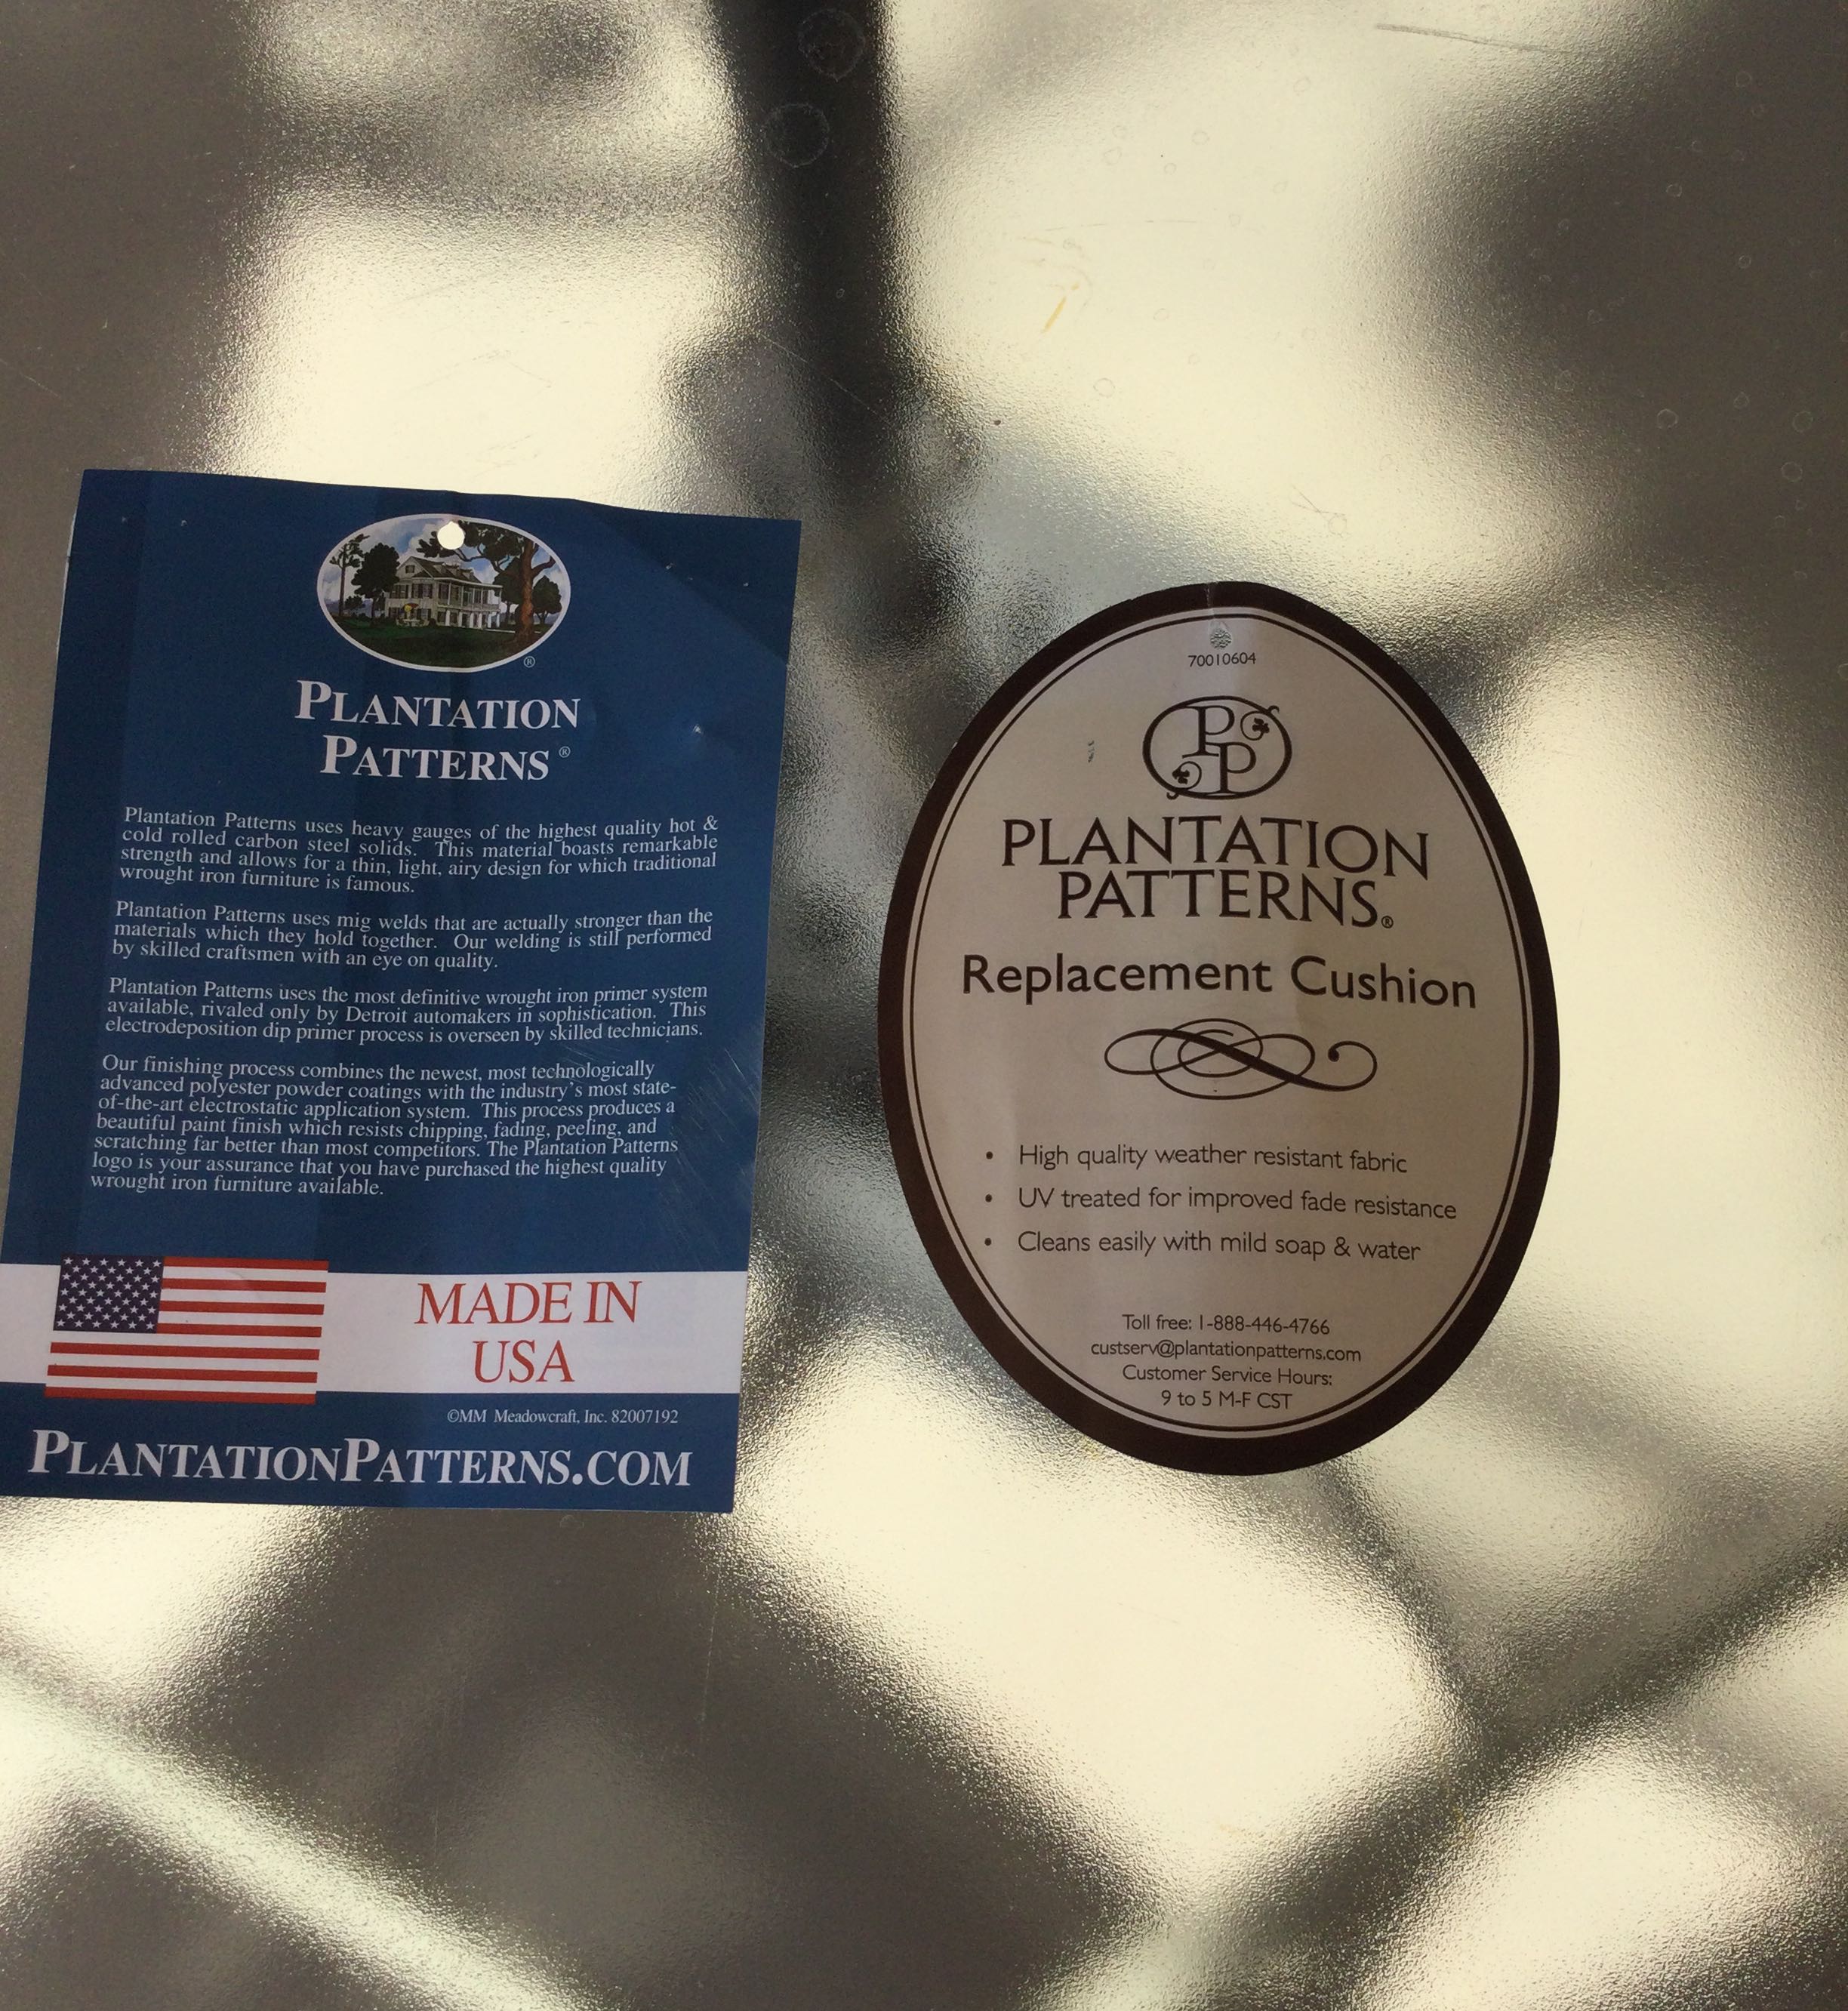 PLANTATION
PATTERNS ®
Plantation Patterns uses heavy gauges of the highest quality hot &
cold rolled carbon steel solids. This material boasts remarkable
strength and allows for a thin, light, airy design for which traditional
wrought iron furniture is famous.
Plantation Patterns uses mig welds that are actually stronger than the
materials which they hold together. Our welding is still performed
by skilled craftsmen with an eye on quality.
Plantation Patterns uses the most definitive wrought iron primer system
available, rivaled only by Detroit automakers in sophistication. This
electrodeposition dip primer process is overseen by skilled technicians.
Our finishing process combines the newest, most technologically
advanced polyester powder coatings with the industry's most state-
of-the-art electrostatic application system. This process produces a
beautiful paint finish which resists chipping, fading, peeling, and
scratching far better than most competitors. The Plantation Patterns
logo is your assurance that you have purchased the highest quality
wrought iron furniture available.
MADE IN
USA
©MM Meadowcraft, Inc. 82007192
PLANTATIONPATTERNS.COM
70010604
PP
PLANTATION
PATTERNS®
Replacement Cushion
• High quality weather resistant fabric
• UV treated for improved fade resistance
• Cleans easily with mild soap & water
Toll free: 1-888-446-4766
custserv@plantationpatterns.com
Customer Service Hours:
9 to 5 M-F CST